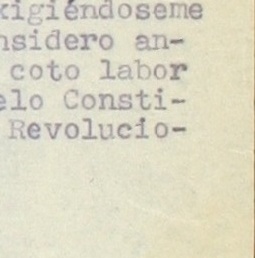 xigiéndoseme
nsidero an-
coto labor
elo Consti-
Revolucio-